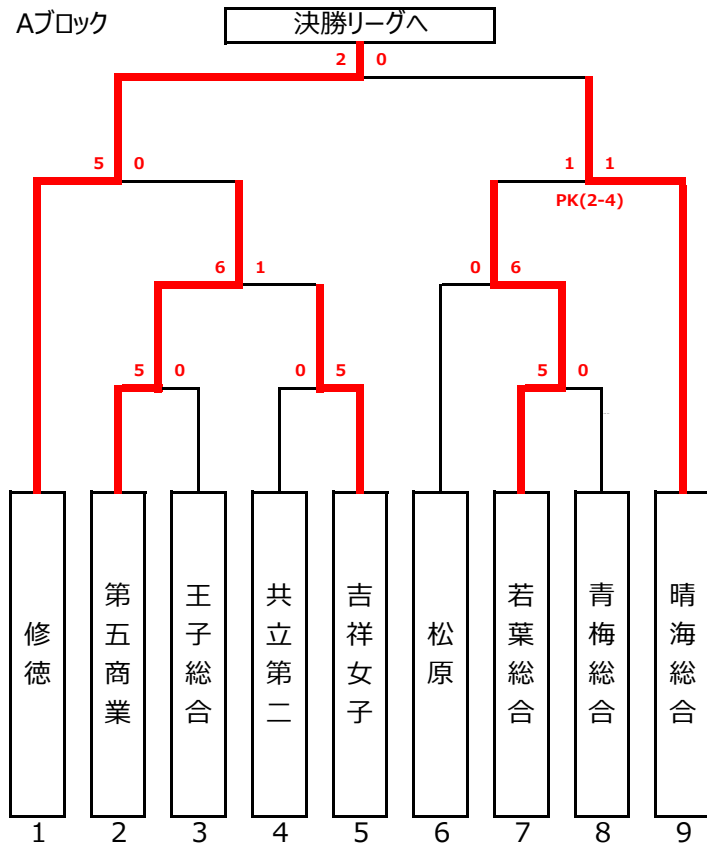 Aブロック
決勝リーグへ
2 0
5 0
1 1
PK(2-4)
6 1
0 6
5 0
0 5
5 0
修徳
第五商業
王子総合
共立第二
吉祥女子
松原
若葉総合
青梅総合
晴海総合
1 2 3 4 5 6 7 8 9